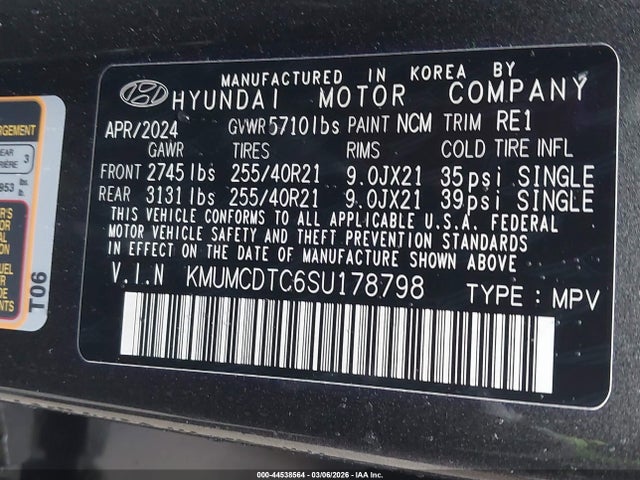 MANUFACTURED IN KOREA BY
HYUNDAI MOTOR COMPANY
APR/2024 GVWR 5710lbs PAINT NCM TRIM RE1
GAWR TIRES RIMS COLD TIRE INFL
FRONT 2745lbs 255/40R21 9.0JX21 35psi SINGLE
REAR 3131lbs 255/40R21 9.0JX21 39psi SINGLE
THIS VEHICLE CONFORMS TO ALL APPLICABLE U.S.A. FEDERAL
MOTOR VEHICLE SAFETY AND THEFT PREVENTION STANDARDS
IN EFFECT ON THE DATE OF MANUFACTURE SHOWN ABOVE
V.I.N KMUMCDTC6SU178798 TYPE : MPV
3
lbs.
T06
000-44538564 | 03/06/2026 | IAA Inc.